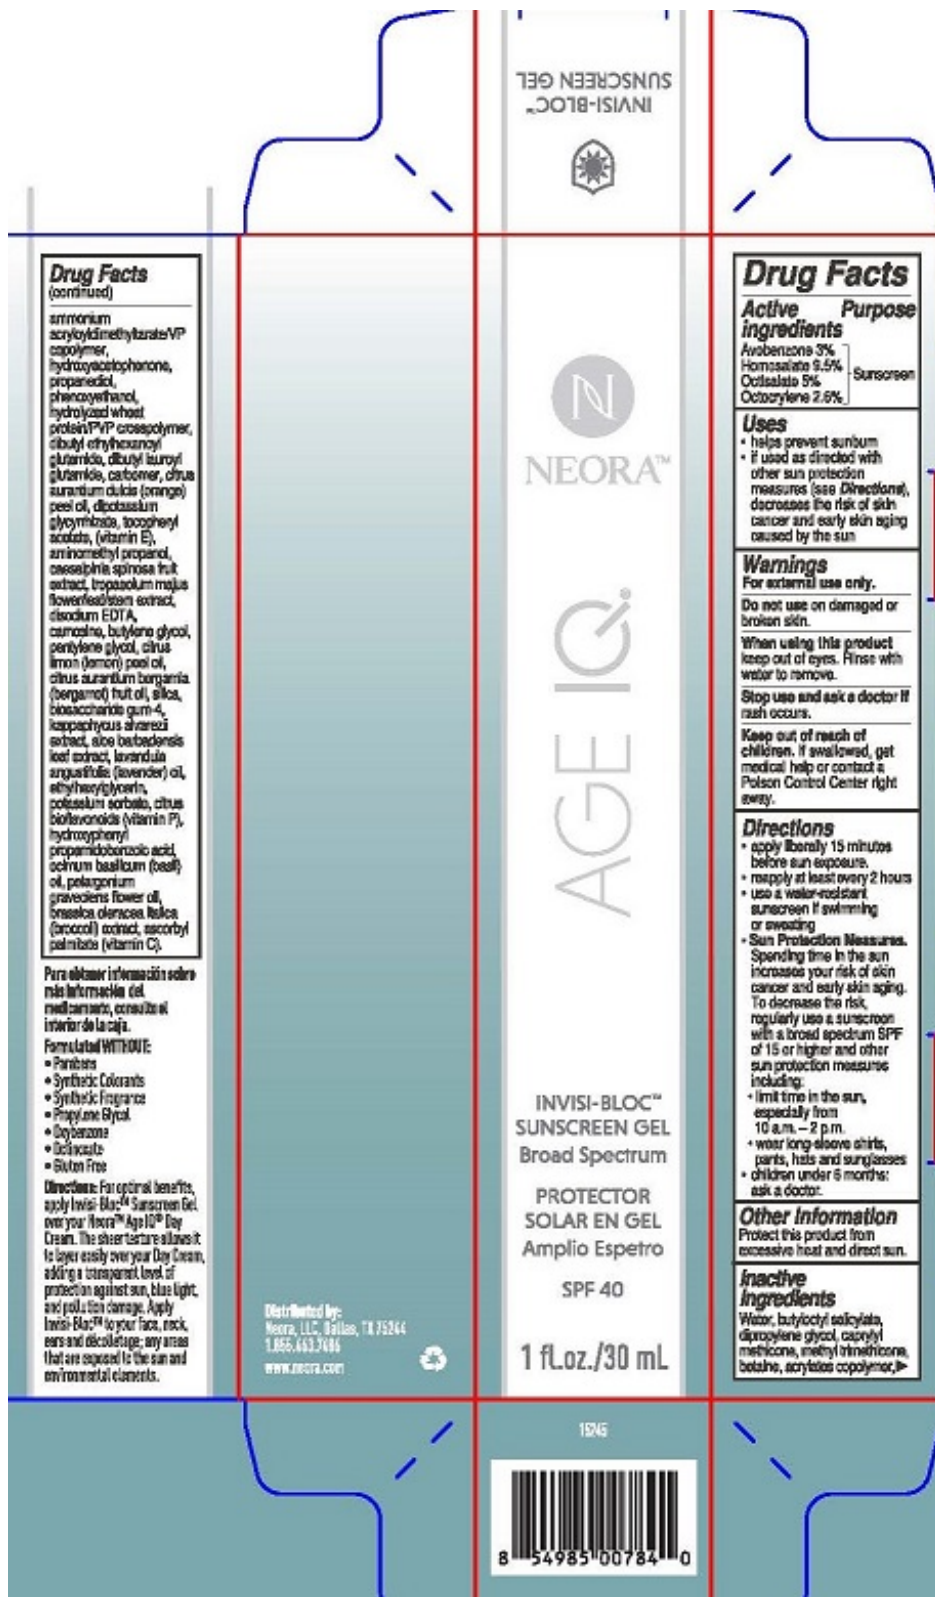 INVISI-BLOC™
SUNSCREEN GEL
NEORA™
AGE IQ®
INVISI-BLOC™
SUNSCREEN GEL
Broad Spectrum
PROTECTOR
SOLAR EN GEL
Amplio Espetro
SPF 40
1 fl.oz./30 mL
15245
8 54985 00784 0
Drug Facts
Active Purpose
ingredients
Avobenzone 3%
Homosalate
Octisalate 5%
Octocrylene
Sunscreen
Uses
• helps prevent sunburn
• if used as directed with
other sun protection
measures (see Directions),
decreases the risk of skin
cancer and early skin aging
caused by the sun
Warnings
For external use only.
Do not use on damaged or
broken skin.
When using this product
keep out of eyes. Rinse with
water to remove.
Stop use and ask a doctor if
rash occurs.
Keep out of reach of
children. If swallowed, get
medical help or contact a
Poison Control Center right
away.
Directions
• apply liberally 15 minutes
before sun exposure.
• reapply at least every 2 hours
• use a water-resistant
sunscreen if swimming
or sweating
• Sun Protection Measures.
Spending time in the sun
increases your risk of skin
cancer and early skin aging.
To decrease the risk,
regularly use a sunscreen
with a broad spectrum SPF
of 15 or higher and other
sun protection measures
including:
• limit time in the sun,
especially from
10 a.m. – 2 p.m.
• wear long-sleeve shirts,
pants, hats and sunglasses
• children under 6 months:
ask a doctor.
Other Information
Protect this product from
excessive heat and direct sun.
Inactive
ingredients
Water, butyloctyl salicylate,
dipropylene glycol, caprylyl
methicone, methyl trimethicone,
betaine, acrylates copolymer,▶
Drug Facts
(continued)
ammonium
acryloyldimethyltaurate/VP
copolymer,
hydroxyacetophenone,
propanediol,
phenoxyethanol,
hydrolyzed wheat
protein/PVP crosspolymer,
dibutyl ethylhexanoyl
glutamide, dibutyl lauroyl
glutamide, carbomer, citrus
aurantium dulcis (orange)
peel oil, dipotassium
glycyrrhizate, tocopheryl
acetate, (vitamin E),
aminomethyl propanol,
caesalpinia spinosa fruit
extract, tropaeolum majus
flower/leaf/stem extract,
disodium EDTA,
carnosine, butylene glycol,
pentylene glycol, citrus
limon (lemon) peel oil,
citrus aurantium bergamia
(bergamot) fruit oil, silica,
biosaccharide gum-4,
kappaphycus alvarezii
extract, aloe barbadensis
leaf extract, lavandula
angustifolia (lavender) oil,
ethylhexylglycerin,
potassium sorbate, citrus
bioflavonoids (vitamin P),
hydroxyphenyl
propamidobenzoic acid,
ocimum basilicum (basil)
oil, pelargonium
graveolens flower oil,
brassica oleracea italica
(broccoli) extract, ascorbyl
palmitate (vitamin C).
Para obtener información sobre
más información del
medicamento, consulte el
interior de la caja.
Formulated WITHOUT:
• Parabens
• Synthetic Colorants
• Synthetic Fragrance
• Propylene Glycol
• Oxybenzone
• Octinoxate
• Gluten Free
Directions: For optimal benefits,
apply Invisi-Bloc™ Sunscreen Gel
over your Neora™ Age IQ® Day
Cream. The sheer texture allows it
to layer easily over your Day Cream,
adding a transparent level of
protection against sun, blue light,
and pollution damage. Apply
Invisi-Bloc™ to your face, neck,
ears and décolletage; any areas
that are exposed to the sun and
environmental elements.
Distributed by:
Neora, LLC, Dallas, TX 75244
1.855.463.7486
www.neora.com